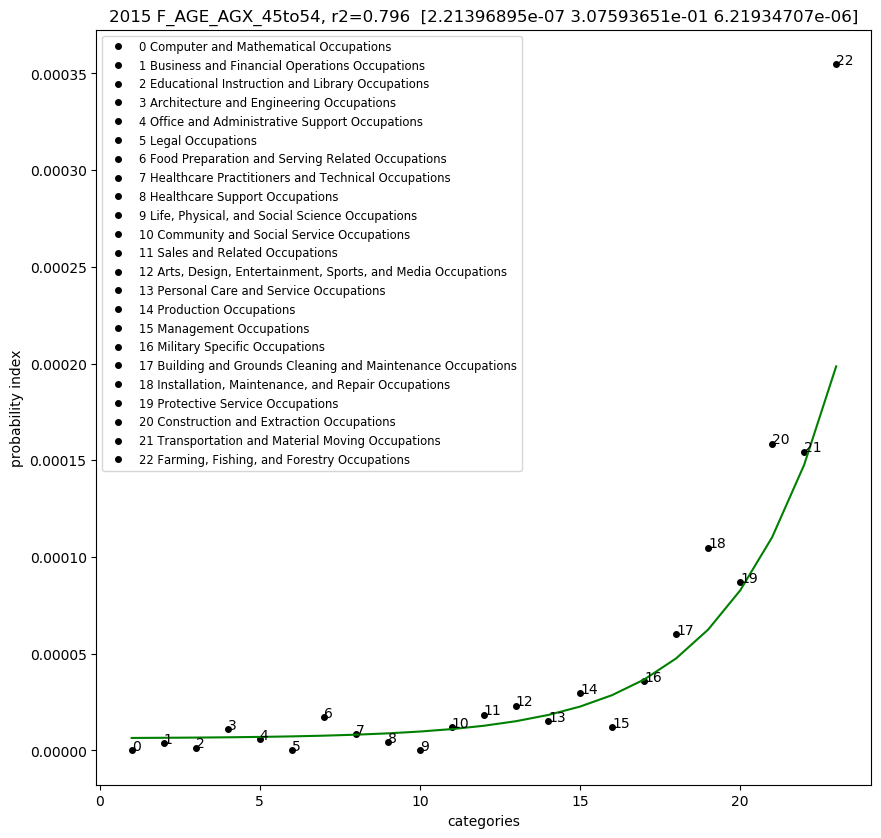 2015 F_AGE_AGX_45to54, r2=0.796 [2.21396895e-07 3.07593651e-01 6.21934707e-06]
0 Computer and Mathematical Occupations
1 Business and Financial Operations Occupations
2 Educational Instruction and Library Occupations
3 Architecture and Engineering Occupations
4 Office and Administrative Support Occupations
5 Legal Occupations
6 Food Preparation and Serving Related Occupations
7 Healthcare Practitioners and Technical Occupations
8 Healthcare Support Occupations
9 Life, Physical, and Social Science Occupations
10 Community and Social Service Occupations
11 Sales and Related Occupations
12 Arts, Design, Entertainment, Sports, and Media Occupations
13 Personal Care and Service Occupations
14 Production Occupations
15 Management Occupations
16 Military Specific Occupations
17 Building and Grounds Cleaning and Maintenance Occupations
18 Installation, Maintenance, and Repair Occupations
19 Protective Service Occupations
20 Construction and Extraction Occupations
21 Transportation and Material Moving Occupations
22 Farming, Fishing, and Forestry Occupations
probability index
0.00035
0.00030
0.00025
0.00020
0.00015
0.00010
0.00005
0.00000
0
1
2
3
4
5
6
7
8
9
10
11
12
13
14
15
16
17
18
19
20
21
22
0
5
10
15
20
categories